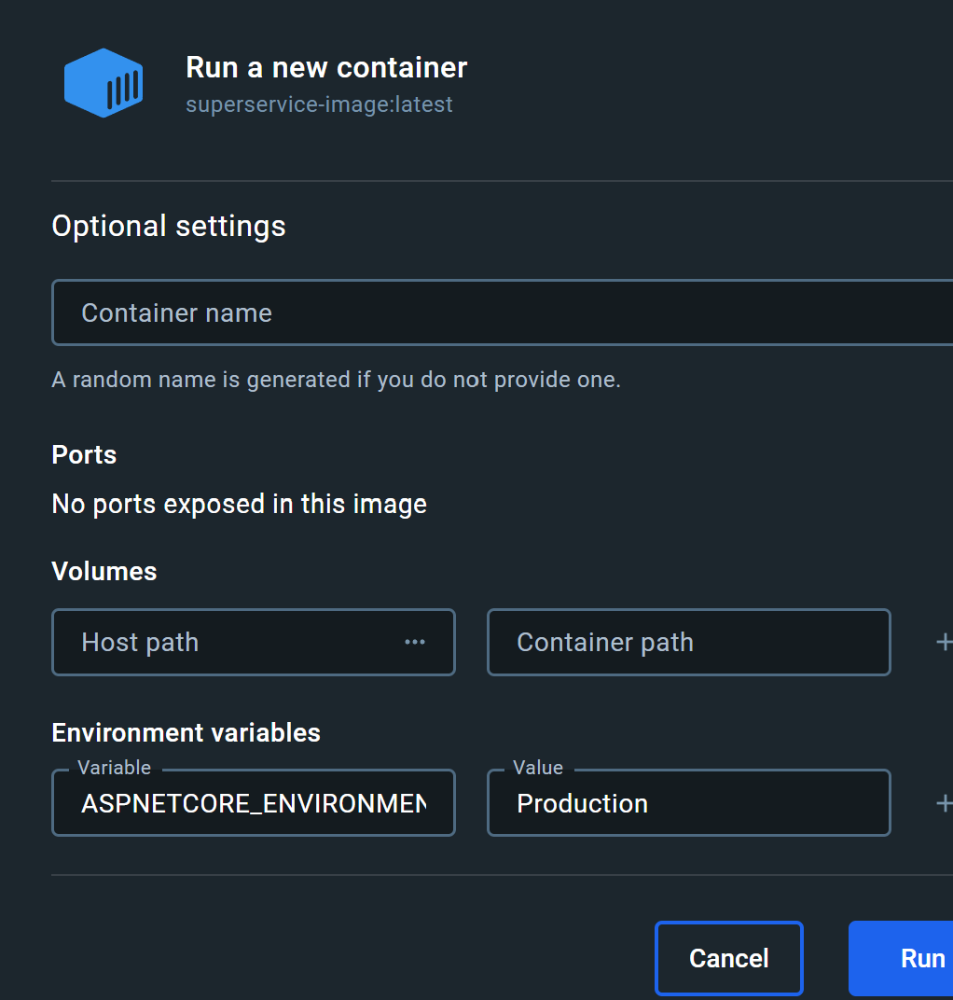 Run a new container
superservice-image:latest
Optional settings
Container name
A random name is generated if you do not provide one.
Ports
No ports exposed in this image
Volumes
Host path
Container path
Environment variables
Variable
Value
ASPNETCORE_ENVIRONMEN
Production
Cancel
Run